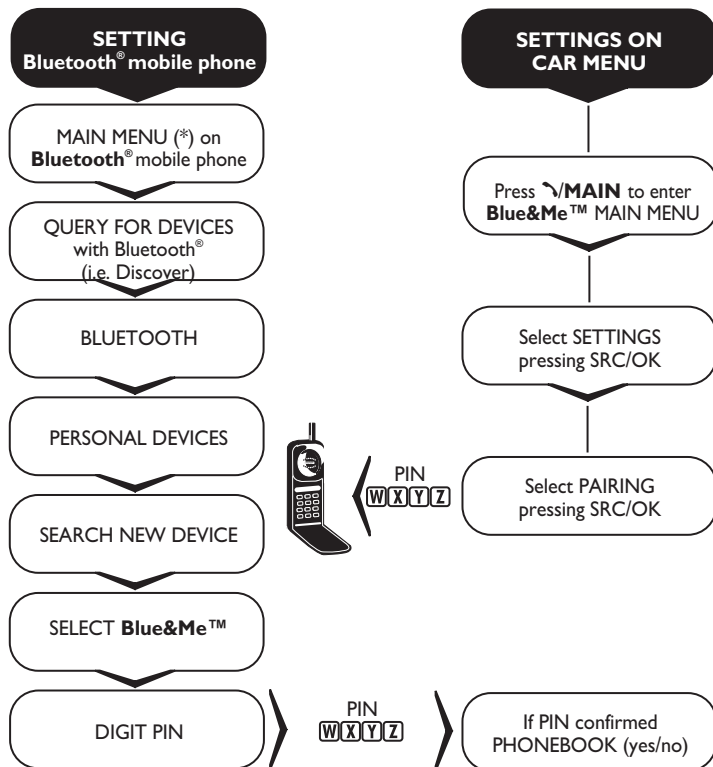 SETTING
Bluetooth® mobile phone
MAIN MENU (*) on
Bluetooth® mobile phone
QUERY FOR DEVICES
with Bluetooth®
(i.e. Discover)
BLUETOOTH
PERSONAL DEVICES
SEARCH NEW DEVICE
SELECT Blue&Me™
DIGIT PIN
PIN
WXYZ
SETTINGS ON
CAR MENU
Press /MAIN to enter
Blue&Me™ MAIN MENU
Select SETTINGS
pressing SRC/OK
Select PAIRING
pressing SRC/OK
PIN
WXYZ
If PIN confirmed
PHONEBOOK (yes/no)